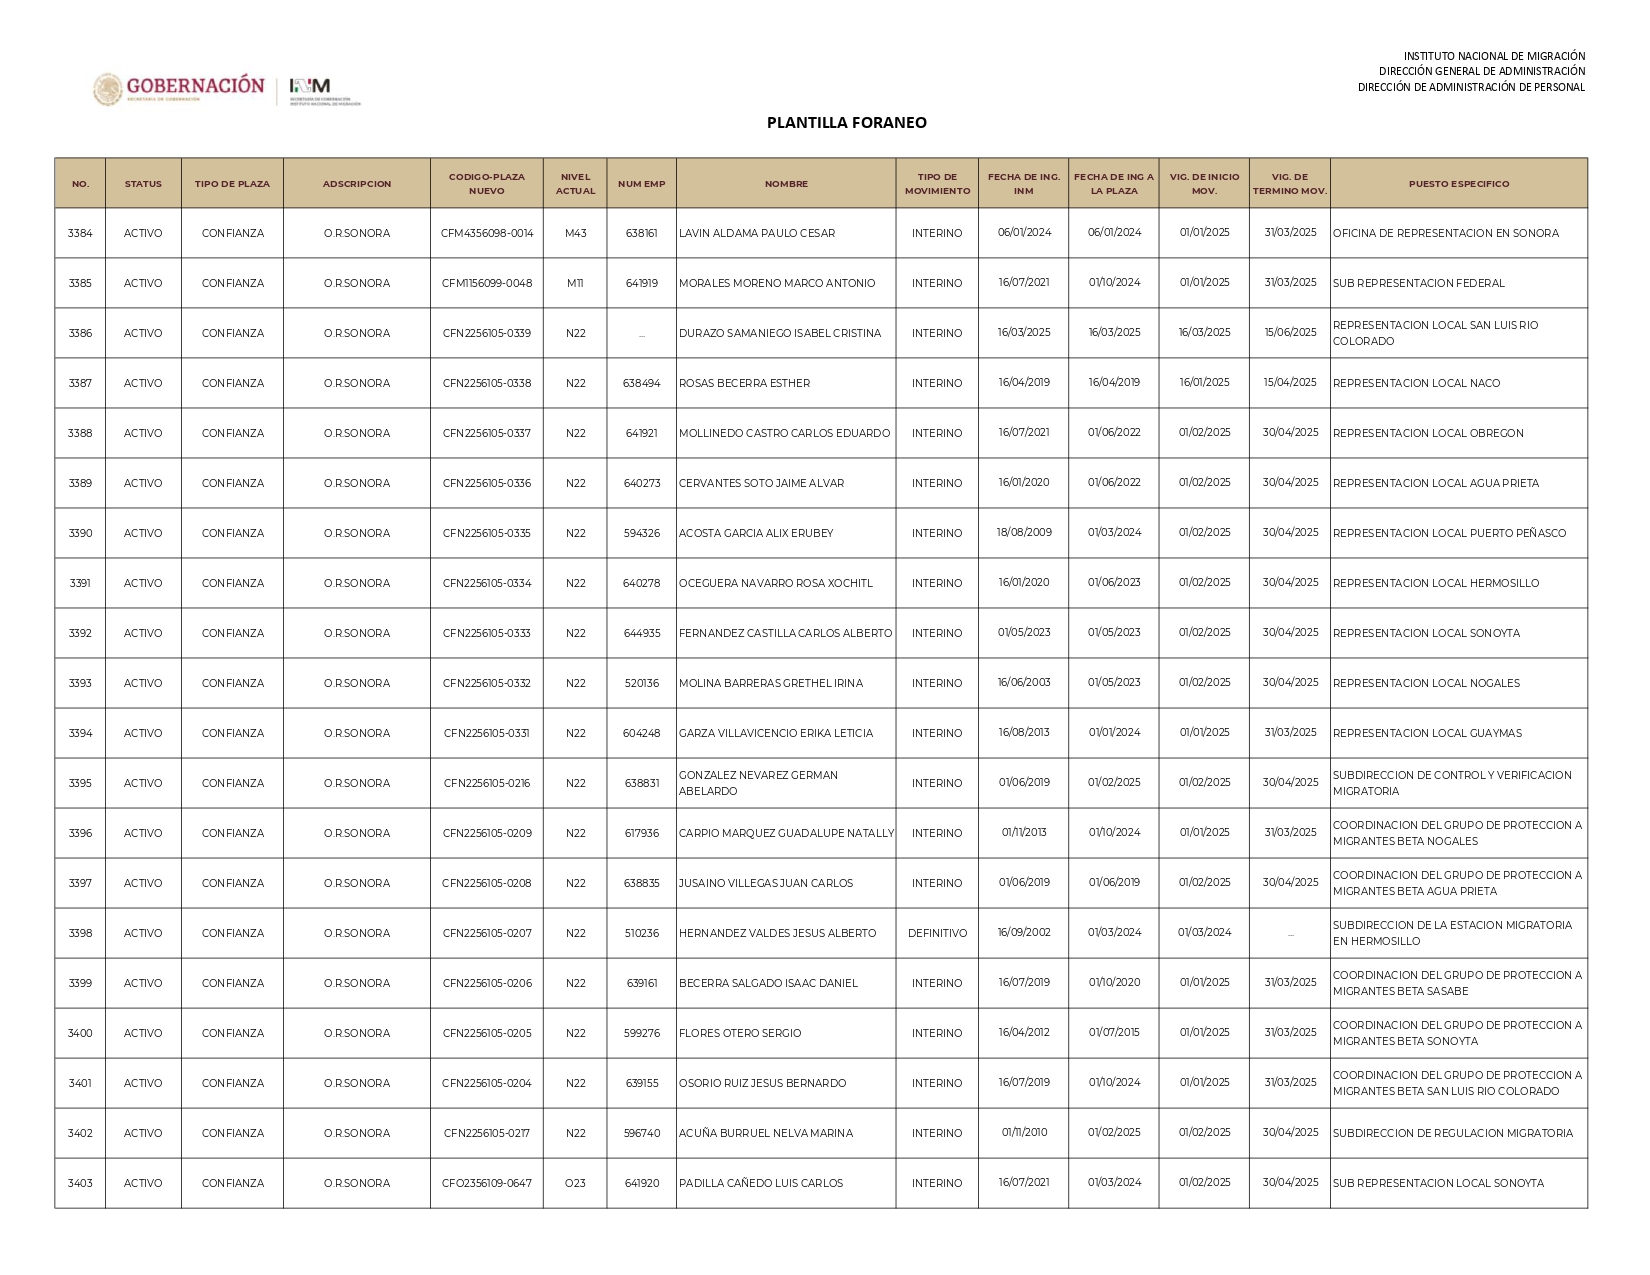 INSTITUTO NACIONAL DE MIGRACIÓN
DIRECCIÓN GENERAL DE ADMINISTRACIÓN
DIRECCIÓN DE ADMINISTRACIÓN DE PERSONAL
GOBERNACIÓN
SECRETARÍA DE GOBERNACIÓN
INM
SECRETARÍA DE GOBERNACIÓN
INSTITUTO NACIONAL DE MIGRACIÓN
PLANTILLA FORANEO
NO. STATUS TIPO DE PLAZA ADSCRIPCION CODIGO-PLAZA NUEVO NIVEL ACTUAL NUM EMP NOMBRE TIPO DE MOVIMIENTO FECHA DE ING. INM FECHA DE ING A LA PLAZA VIG. DE INICIO MOV. VIG. DE TERMINO MOV. PUESTO ESPECIFICO
3384 ACTIVO CONFIANZA O.R.SONORA CFM4356098-0014 M43 638161 LAVIN ALDAMA PAULO CESAR INTERINO 06/01/2024 06/01/2024 01/01/2025 31/03/2025 OFICINA DE REPRESENTACION EN SONORA
3385 ACTIVO CONFIANZA O.R.SONORA CFM1156099-0048 M11 641919 MORALES MORENO MARCO ANTONIO INTERINO 16/07/2021 01/10/2024 01/01/2025 31/03/2025 SUB REPRESENTACION FEDERAL
3386 ACTIVO CONFIANZA O.R.SONORA CFN2256105-0339 N22 ... DURAZO SAMANIEGO ISABEL CRISTINA INTERINO 16/03/2025 16/03/2025 16/03/2025 15/06/2025 REPRESENTACION LOCAL SAN LUIS RIO COLORADO
3387 ACTIVO CONFIANZA O.R.SONORA CFN2256105-0338 N22 638494 ROSAS BECERRA ESTHER INTERINO 16/04/2019 16/04/2019 16/01/2025 15/04/2025 REPRESENTACION LOCAL NACO
3388 ACTIVO CONFIANZA O.R.SONORA CFN2256105-0337 N22 641921 MOLLINEDO CASTRO CARLOS EDUARDO INTERINO 16/07/2021 01/06/2022 01/02/2025 30/04/2025 REPRESENTACION LOCAL OBREGON
3389 ACTIVO CONFIANZA O.R.SONORA CFN2256105-0336 N22 640273 CERVANTES SOTO JAIME ALVAR INTERINO 16/01/2020 01/06/2022 01/02/2025 30/04/2025 REPRESENTACION LOCAL AGUA PRIETA
3390 ACTIVO CONFIANZA O.R.SONORA CFN2256105-0335 N22 594326 ACOSTA GARCIA ALIX ERUBEY INTERINO 18/08/2009 01/03/2024 01/02/2025 30/04/2025 REPRESENTACION LOCAL PUERTO PEÑASCO
3391 ACTIVO CONFIANZA O.R.SONORA CFN2256105-0334 N22 640278 OCEGUERA NAVARRO ROSA XOCHITL INTERINO 16/01/2020 01/06/2023 01/02/2025 30/04/2025 REPRESENTACION LOCAL HERMOSILLO
3392 ACTIVO CONFIANZA O.R.SONORA CFN2256105-0333 N22 644935 FERNANDEZ CASTILLA CARLOS ALBERTO INTERINO 01/05/2023 01/05/2023 01/02/2025 30/04/2025 REPRESENTACION LOCAL SONOYTA
3393 ACTIVO CONFIANZA O.R.SONORA CFN2256105-0332 N22 520136 MOLINA BARRERAS GRETHEL IRINA INTERINO 16/06/2003 01/05/2023 01/02/2025 30/04/2025 REPRESENTACION LOCAL NOGALES
3394 ACTIVO CONFIANZA O.R.SONORA CFN2256105-0331 N22 604248 GARZA VILLAVICENCIO ERIKA LETICIA INTERINO 16/08/2013 01/01/2024 01/01/2025 31/03/2025 REPRESENTACION LOCAL GUAYMAS
3395 ACTIVO CONFIANZA O.R.SONORA CFN2256105-0216 N22 638831 GONZALEZ NEVAREZ GERMAN ABELARDO INTERINO 01/06/2019 01/02/2025 01/02/2025 30/04/2025 SUBDIRECCION DE CONTROL Y VERIFICACION MIGRATORIA
3396 ACTIVO CONFIANZA O.R.SONORA CFN2256105-0209 N22 617936 CARPIO MARQUEZ GUADALUPE NATALLY INTERINO 01/11/2013 01/10/2024 01/01/2025 31/03/2025 COORDINACION DEL GRUPO DE PROTECCION A MIGRANTES BETA NOGALES
3397 ACTIVO CONFIANZA O.R.SONORA CFN2256105-0208 N22 638835 JUSAINO VILLEGAS JUAN CARLOS INTERINO 01/06/2019 01/06/2019 01/02/2025 30/04/2025 COORDINACION DEL GRUPO DE PROTECCION A MIGRANTES BETA AGUA PRIETA
3398 ACTIVO CONFIANZA O.R.SONORA CFN2256105-0207 N22 510236 HERNANDEZ VALDES JESUS ALBERTO DEFINITIVO 16/09/2002 01/03/2024 01/03/2024 ... SUBDIRECCION DE LA ESTACION MIGRATORIA EN HERMOSILLO
3399 ACTIVO CONFIANZA O.R.SONORA CFN2256105-0206 N22 639161 BECERRA SALGADO ISAAC DANIEL INTERINO 16/07/2019 01/10/2020 01/01/2025 31/03/2025 COORDINACION DEL GRUPO DE PROTECCION A MIGRANTES BETA SASABE
3400 ACTIVO CONFIANZA O.R.SONORA CFN2256105-0205 N22 599276 FLORES OTERO SERGIO INTERINO 16/04/2012 01/07/2015 01/01/2025 31/03/2025 COORDINACION DEL GRUPO DE PROTECCION A MIGRANTES BETA SONOYTA
3401 ACTIVO CONFIANZA O.R.SONORA CFN2256105-0204 N22 639155 OSORIO RUIZ JESUS BERNARDO INTERINO 16/07/2019 01/10/2024 01/01/2025 31/03/2025 COORDINACION DEL GRUPO DE PROTECCION A MIGRANTES BETA SAN LUIS RIO COLORADO
3402 ACTIVO CONFIANZA O.R.SONORA CFN2256105-0217 N22 596740 ACUÑA BURRUEL NELVA MARINA INTERINO 01/11/2010 01/02/2025 01/02/2025 30/04/2025 SUBDIRECCION DE REGULACION MIGRATORIA
3403 ACTIVO CONFIANZA O.R.SONORA CFO2356109-0647 O23 641920 PADILLA CAÑEDO LUIS CARLOS INTERINO 16/07/2021 01/03/2024 01/02/2025 30/04/2025 SUB REPRESENTACION LOCAL SONOYTA